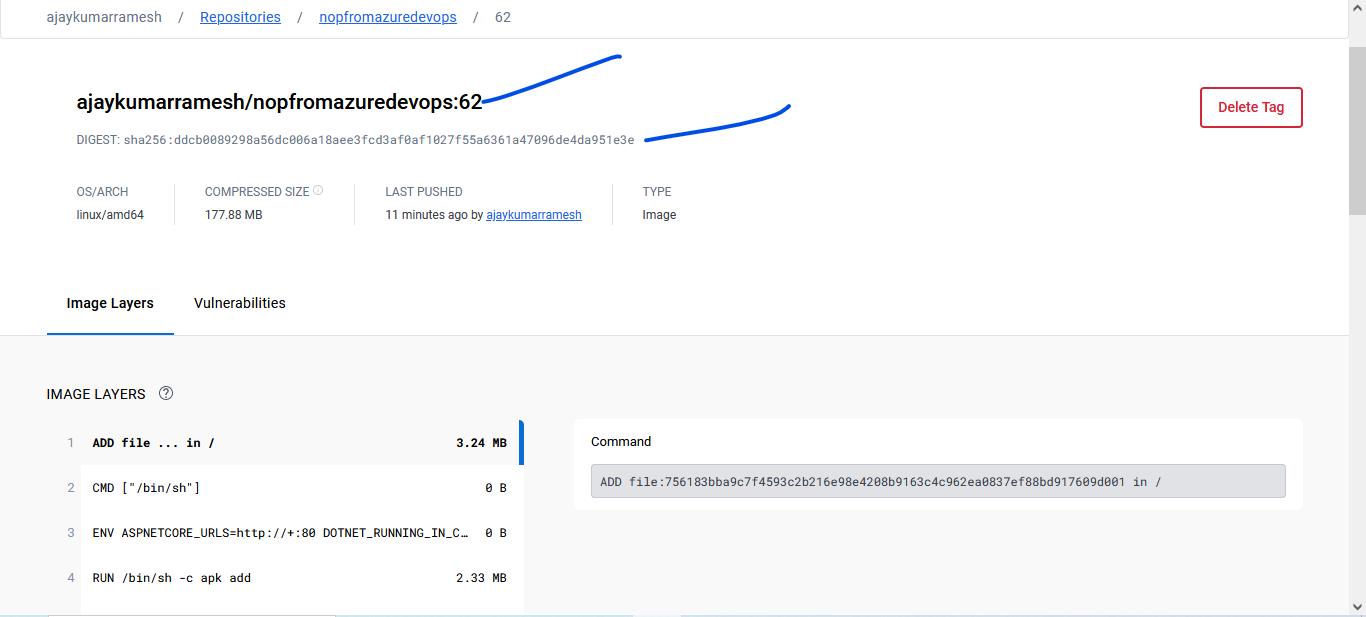 ajaykumarramesh / Repositories / nopfromazuredevops / 62
ajaykumarramesh/nopfromazuredevops:62
Delete Tag
DIGEST: sha256:ddcb0089298a56dc006a18aee3fcd3af0af1027f55a6361a47096de4da951e3e
OS/ARCH COMPRESSED SIZE LAST PUSHED TYPE
linux/amd64 177.88 MB 11 minutes ago by ajaykumarramesh Image
Image Layers Vulnerabilities
IMAGE LAYERS
1 ADD file ... in / 3.24 MB
2 CMD ["/bin/sh"] 0 B
3 ENV ASPNETCORE_URLS=http://+:80 DOTNET_RUNNING_IN_C… 0 B
4 RUN /bin/sh -c apk add 2.33 MB
Command
ADD file:756183bba9c7f4593c2b216e98e4208b9163c4c962ea0837ef88bd917609d001 in /